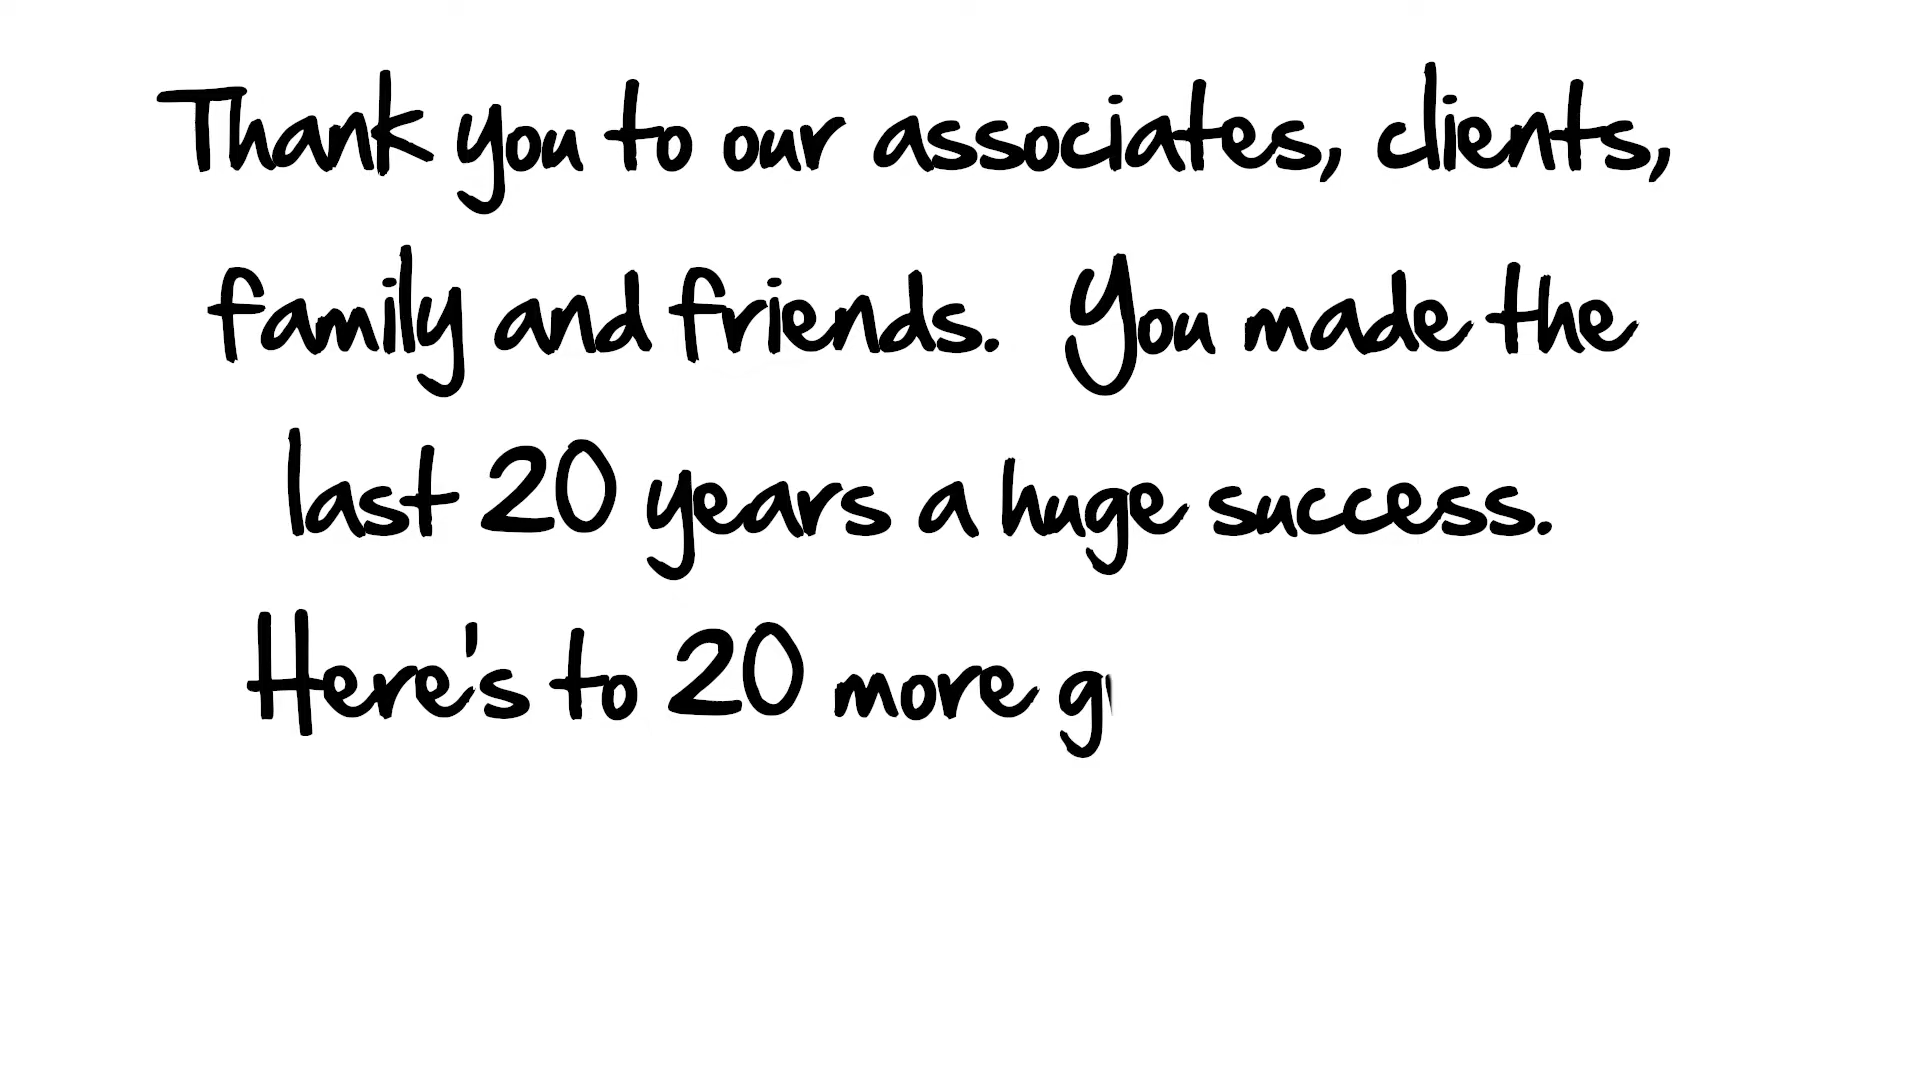 Thank you to our associates, clients,
family and friends. You made the
last 20 years a huge success.
Here's to 20 more g